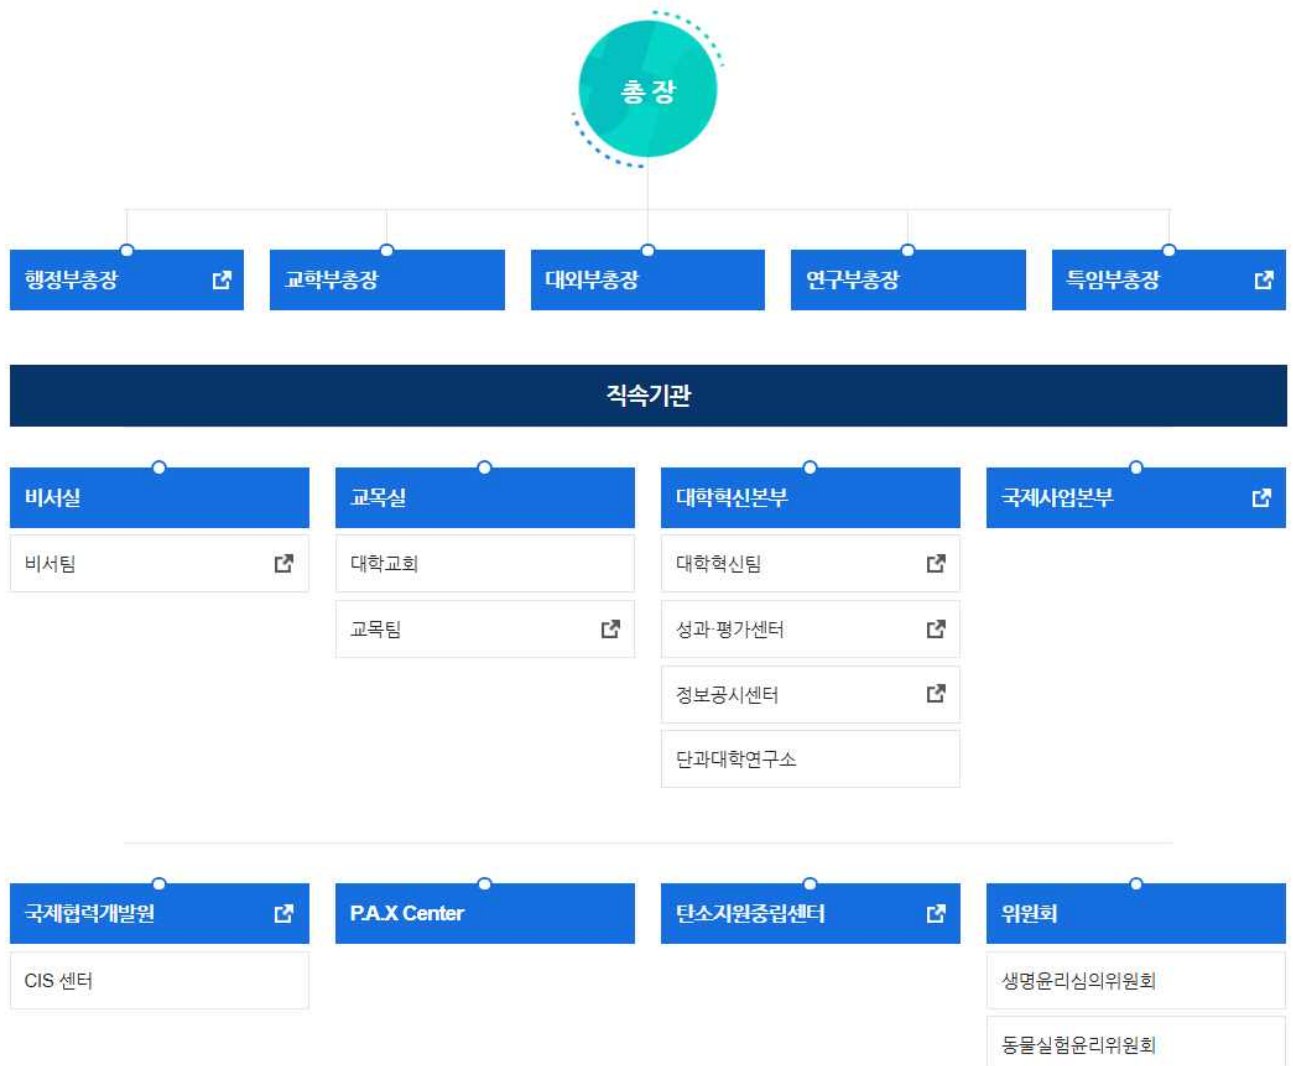 총 장
행정부총장
교학부총장
대외부총장
연구부총장
특임부총장
직속기관
비서실
교목실
대학혁신본부
국제사업본부
비서팀
대학교회
대학혁신팀
교목팀
성과·평가센터
정보공시센터
단과대학연구소
국제협력개발원
P.A.X Center
탄소지원중립센터
위원회
CIS 센터
생명윤리심의위원회
동물실험윤리위원회